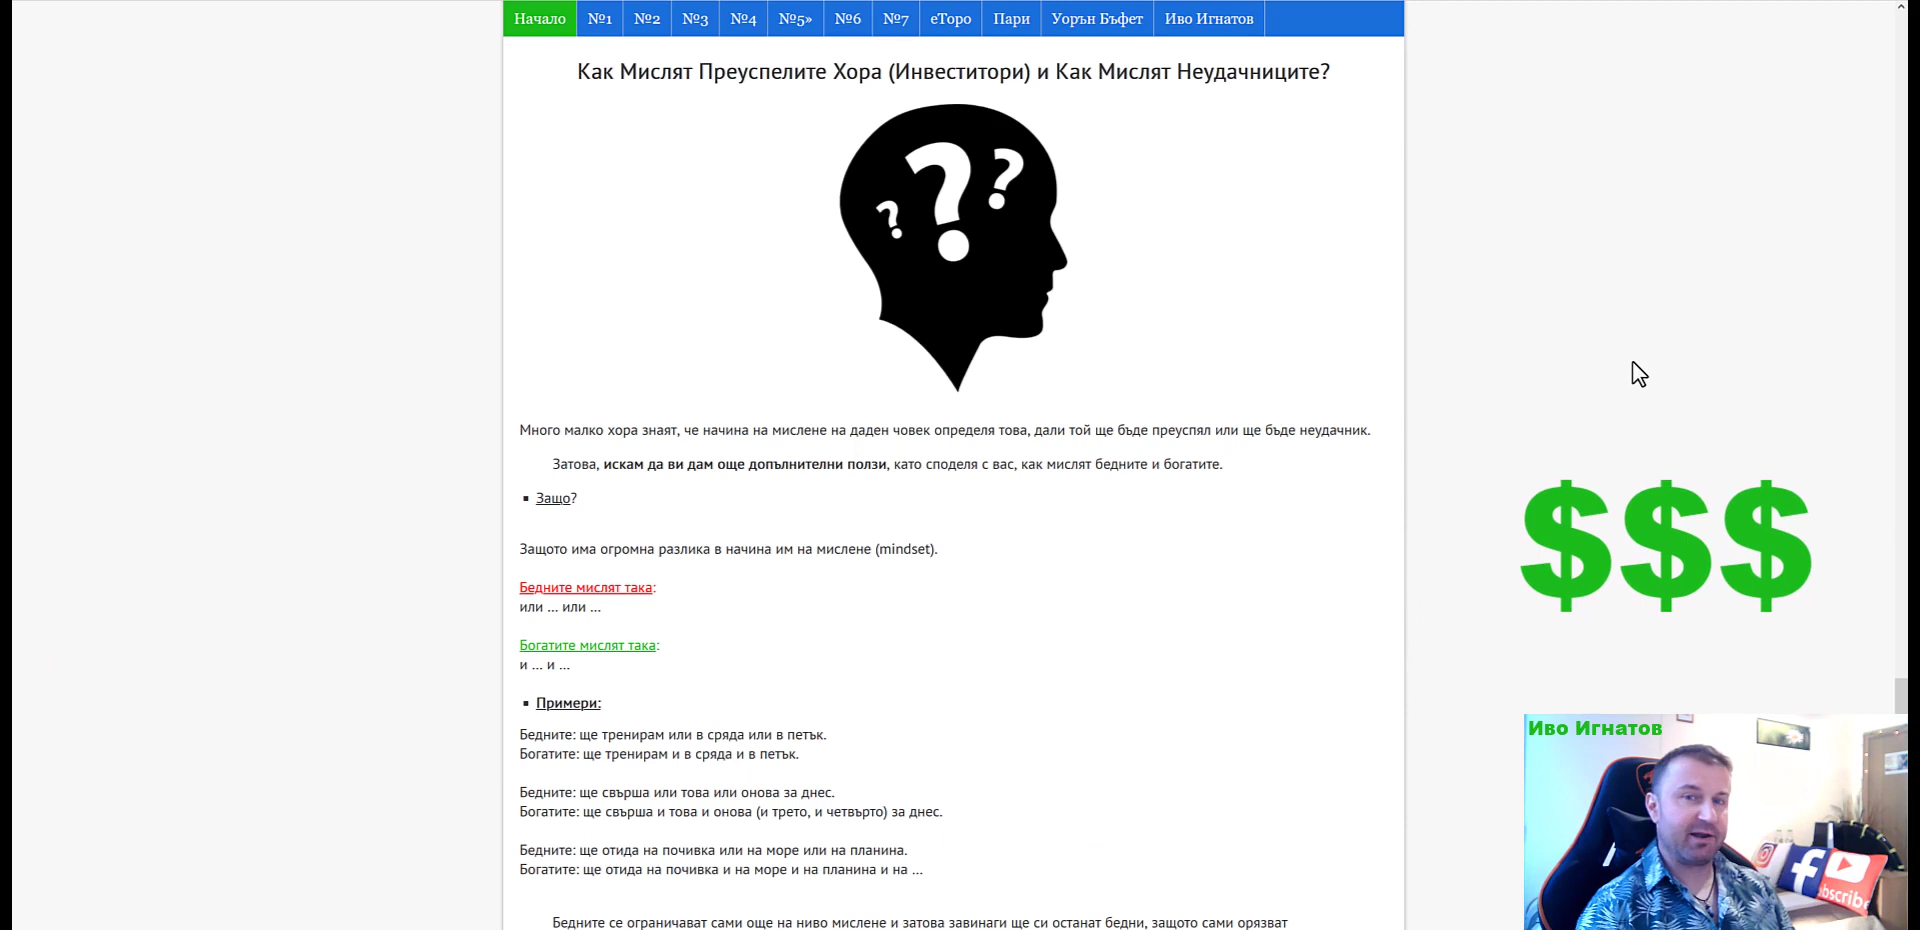 Начало №1 №2 №3 №4 №5» №6 №7 еТоро Пари Уорън Бъфет Иво Игнатов
Как Мислят Преуспелите Хора (Инвеститори) и Как Мислят Неудачниците?
? ? ?
Много малко хора знаят, че начина на мислене на даден човек определя това, дали той ще бъде преуспял или ще бъде неудачник.
Затова, искам да ви дам още допълнителни ползи, като споделя с вас, как мислят бедните и богатите.
▪ Защо?
Защото има огромна разлика в начина им на мислене (mindset).
Бедните мислят така:
или ... или ...
Богатите мислят така:
и ... и ...
▪ Примери:
Бедните: ще тренирам или в сряда или в петък.
Богатите: ще тренирам и в сряда и в петък.
Бедните: ще свърша или това или онова за днес.
Богатите: ще свърша и това и онова (и трето, и четвърто) за днес.
Бедните: ще отида на почивка или на море или на планина.
Богатите: ще отида на почивка и на море и на планина и на ...
Бедните се ограничават сами още на ниво мислене и затова завинаги ще си останат бедни, защото сами орязват
$$$
Иво Игнатов
f
bscribe